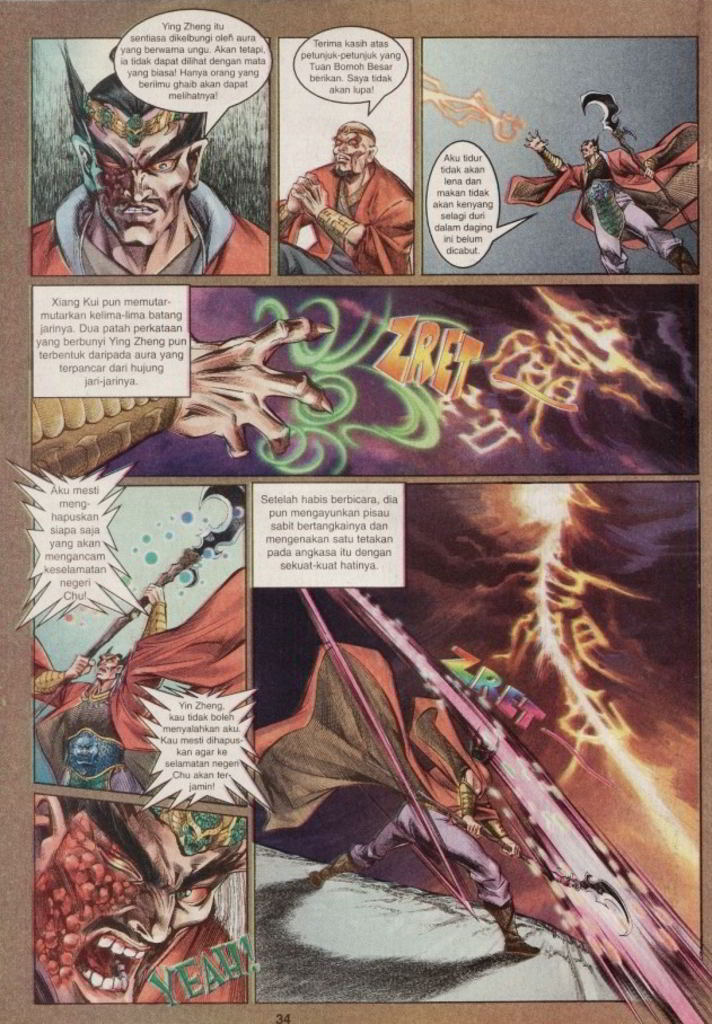 Ying Zheng itu
sentiasa dikelbungi oleh aura
yang berwarna ungu. Akan tetapi,
ia tidak dapat dilihat dengan mata
yang biasa! Hanya orang yang
berilmu ghaib akan dapat
melihatnya!
Terima kasih atas
petunjuk-petunjuk yang
Tuan Bomoh Besar
berikan. Saya tidak
akan lupa!
Aku tidur
tidak akan
lena dan
makan tidak
akan kenyang
selagi duri
dalam daging
ini belum
dicabut.
Xiang Kui pun memutar-
mutarkan kelima-lima batang
jarinya. Dua patah perkataan
yang berbunyi Ying Zheng pun
terbentuk daripada aura yang
terpancar dari hujung
jari-jarinya.
ZRET
Aku mesti
meng-
hapuskan
siapa saja
yang akan
mengancam
keselamatan
negeri
Chu!
Yin Zheng,
kau tidak boleh
menyalahkan aku.
Kau mesti dihapus-
kan agar ke
selamatan negeri
Chu akan ter-
jamin!
Setelah habis berbicara, dia
pun mengayunkan pisau
sabit bertangkainya dan
mengenakan satu tetakan
pada angkasa itu dengan
sekuat-kuat hatinya.
ZRET
YEAH!
34